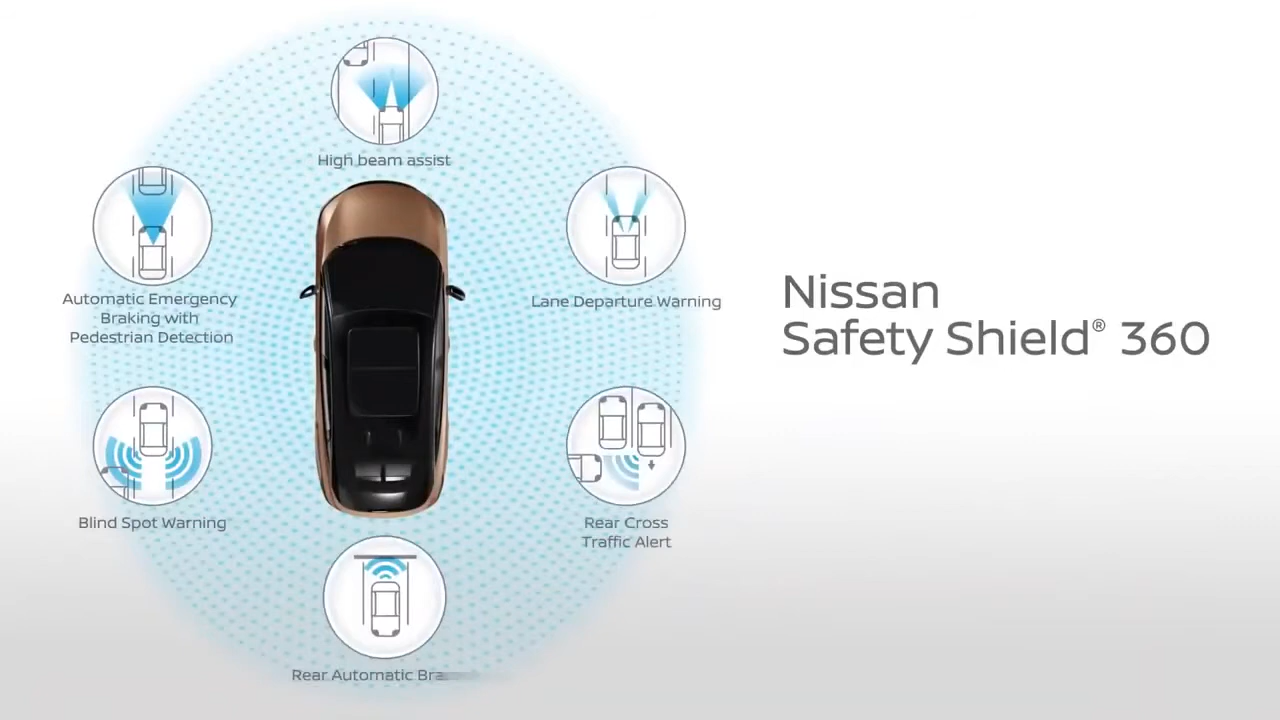 High beam assist
Automatic Emergency
Braking with
Pedestrian Detection
Lane Departure Warning
Nissan
Safety Shield® 360
Blind Spot Warning
Rear Cross
Traffic Alert
Rear Automatic